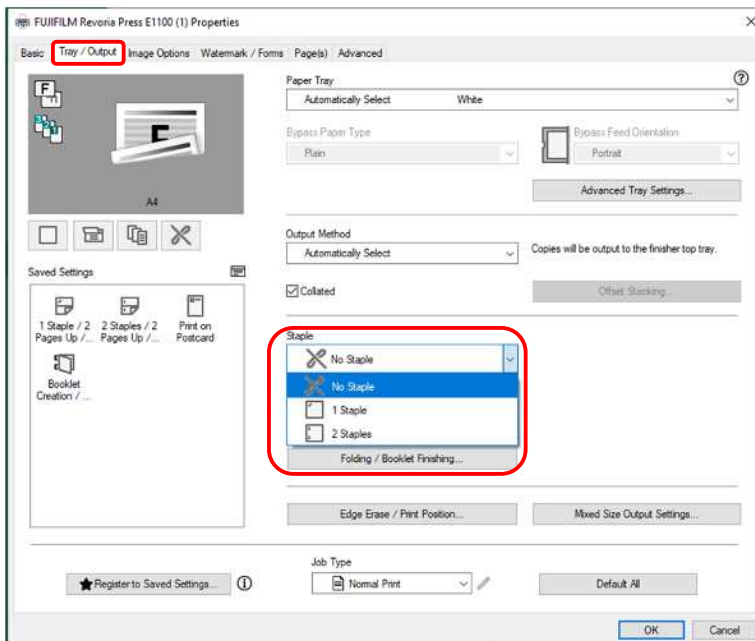 FUJIFILM Revoria Press E1100 (1) Properties
Basic Tray / Output Image Options Watermark / Forms Page(s) Advanced
Paper Tray
Automatically Select White
Bypass Paper Type
Plain
Bypass Feed Orientation
Portrait
A4
Advanced Tray Settings...
Output Method
Automatically Select
Copies will be output to the finisher top tray.
Collated
Offset Stacking...
Saved Settings
1 Staple / 2
Pages Up /...
2 Staples / 2
Pages Up /...
Print on
Postcard
Booklet
Creation / ...
Staple
No Staple
No Staple
1 Staple
2 Staples
Folding / Booklet Finishing...
Edge Erase / Print Position...
Mixed Size Output Settings...
Job Type
Register to Saved Settings...
Normal Print
Default All
OK Cancel